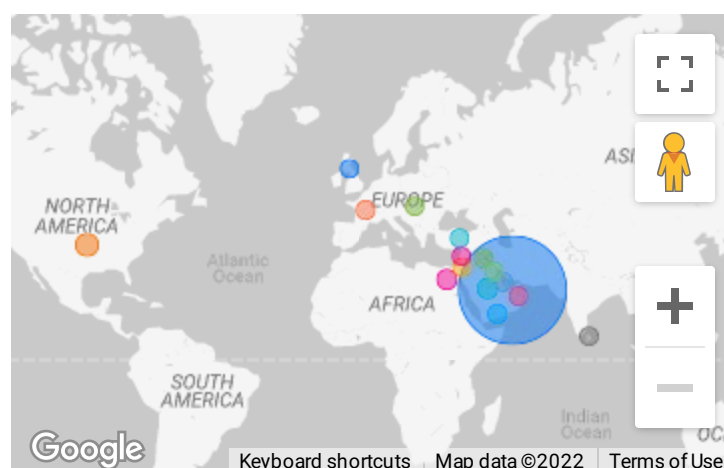 ASI
EUROPE
NORTH
AMERICA
Atlantic
Ocean
AFRICA
SOUTH
AMERICA
Indian
Ocean
OC
Google
Keyboard shortcuts
Map data ©2022
Terms of Use